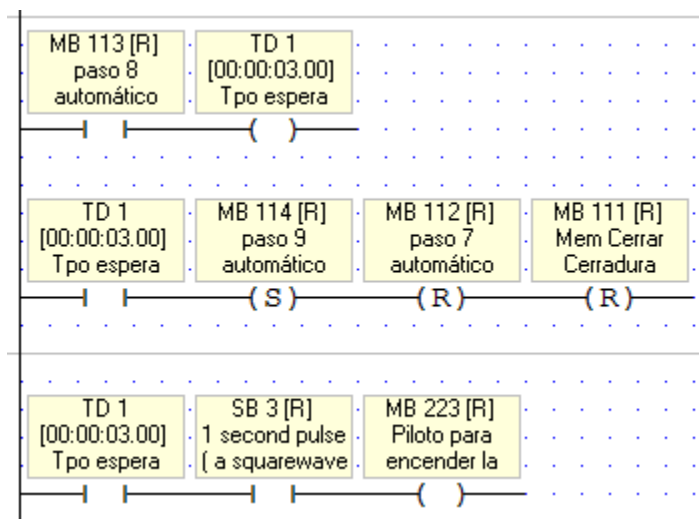 MB 113 [R] TD 1
paso 8 [00:00:03.00]
automático Tpo espera
( )
TD 1 MB 114 [R] MB 112 [R] MB 111 [R]
[00:00:03.00] paso 9 paso 7 Mem Cerrar
Tpo espera automático automático Cerradura
(S) (R) (R)
TD 1 SB 3 [R] MB 223 [R]
[00:00:03.00] 1 second pulse Piloto para
Tpo espera ( a squarewave encender la
( )